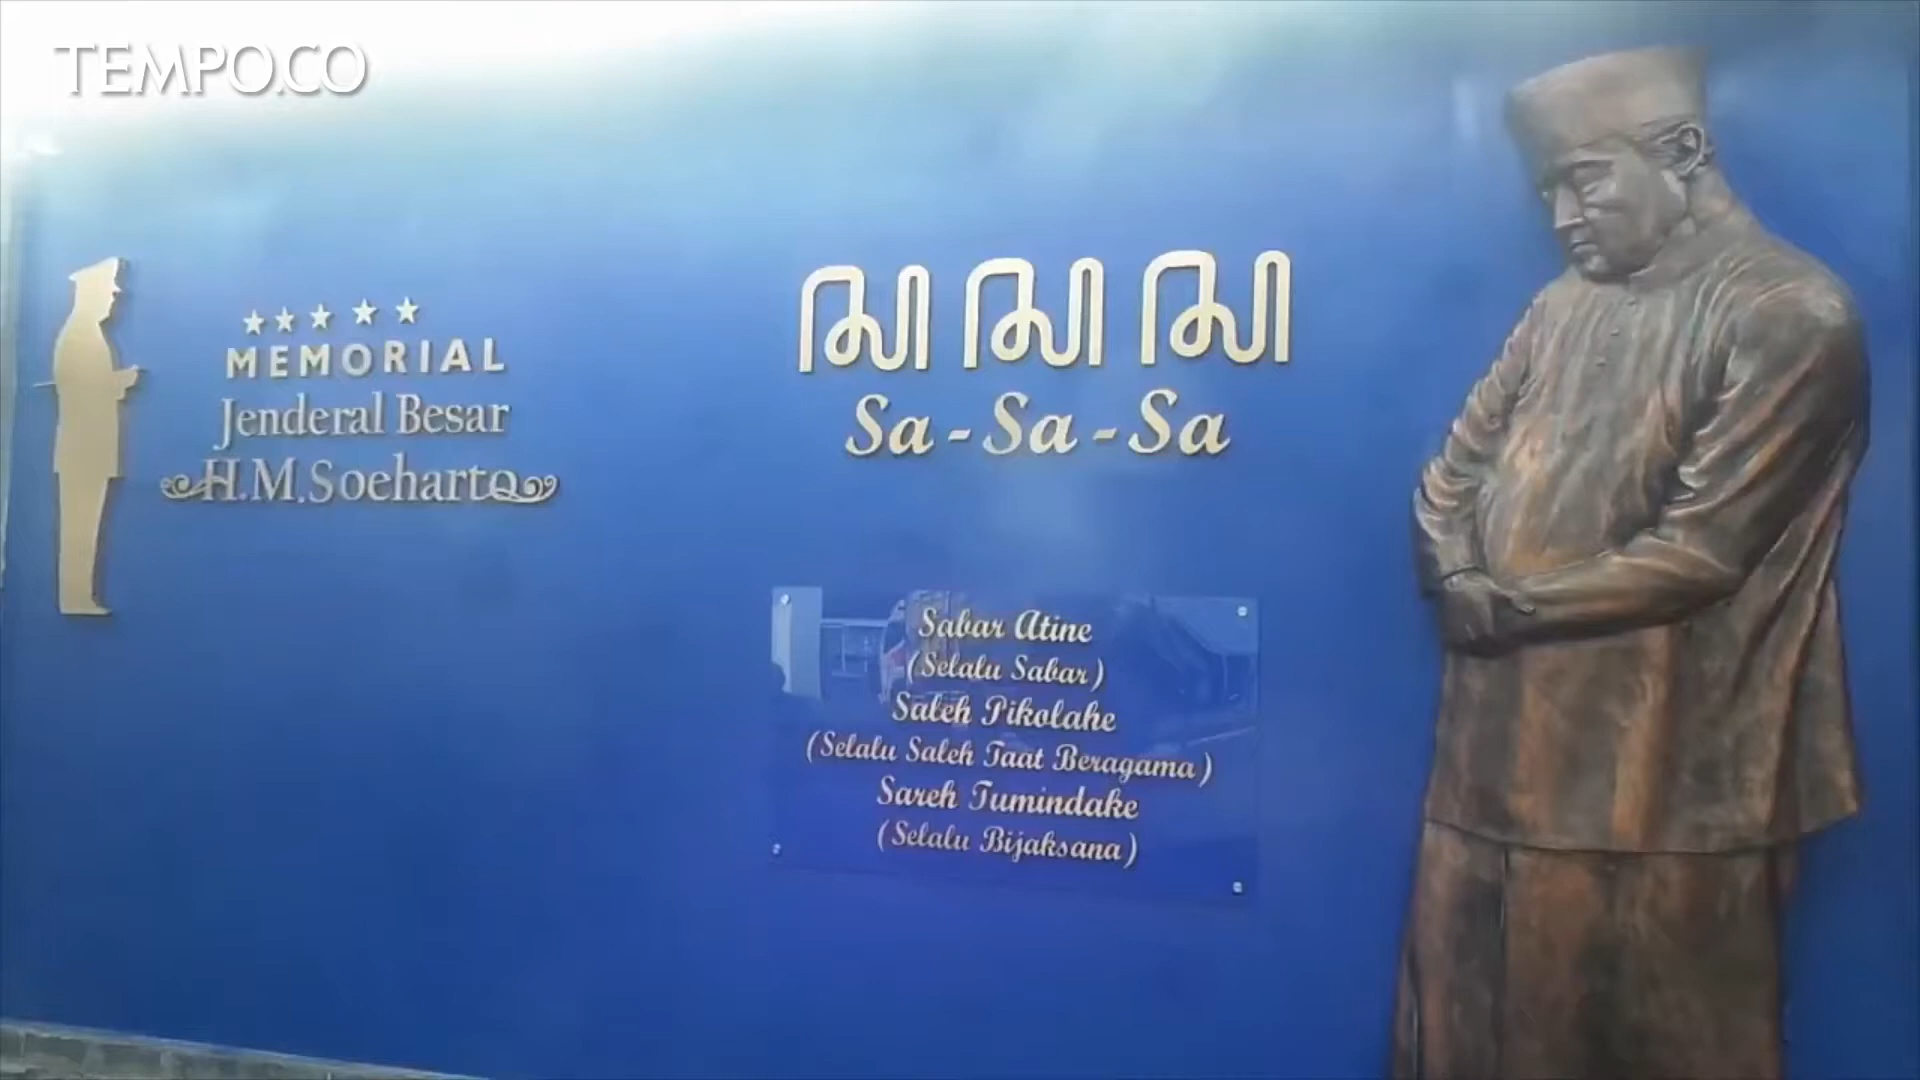 TEMPO.CO
MEMORIAL
Jenderal Besar
H.M.Soeharto
ꦱꦱꦱ
Sa-Sa-Sa
Sabar Atine
(Selalu Sabar)
Saleh Pikolahe
(Selalu Saleh Taat Beragama)
Sareh Tumindake
(Selalu Bijaksana)